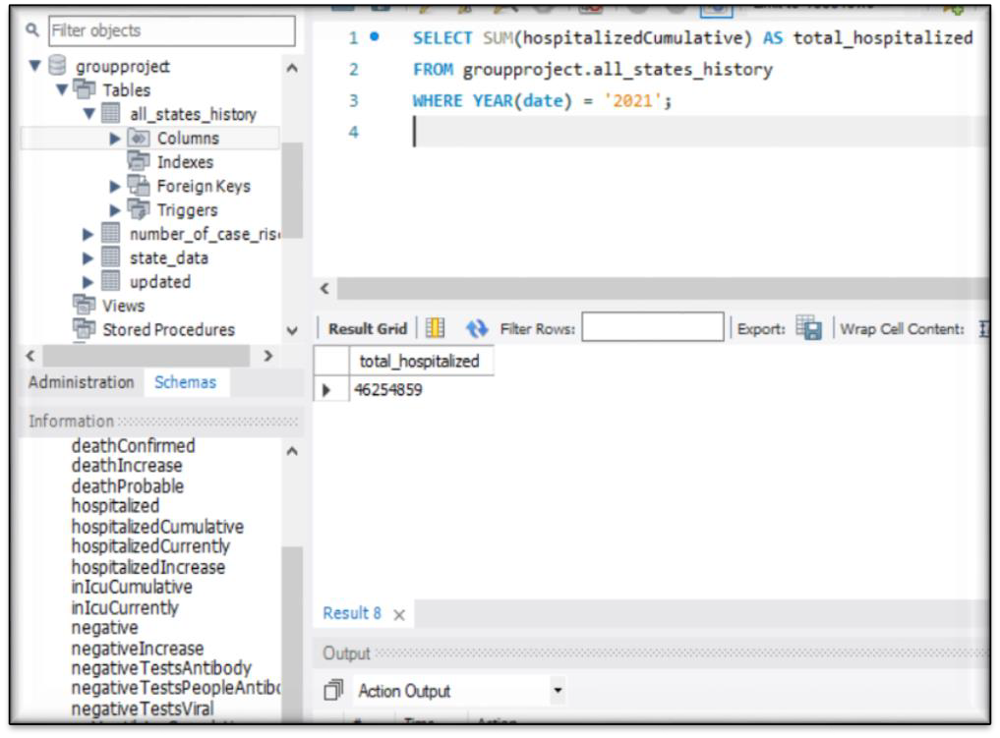 Filter objects
groupproject
Tables
all_states_history
Columns
Indexes
Foreign Keys
Triggers
number_of_case_rise
state_data
updated
Views
Stored Procedures
Administration Schemas
Information
deathConfirmed
deathIncrease
deathProbable
hospitalized
hospitalizedCumulative
hospitalizedCurrently
hospitalizedIncrease
inIcuCumulative
inIcuCurrently
negative
negativeIncrease
negativeTestsAntibody
negativeTestsPeopleAntibo
negativeTestsViral
1 SELECT SUM(hospitalizedCumulative) AS total_hospitalized
2 FROM groupproject.all_states_history
3 WHERE YEAR(date) = '2021';
4
Result Grid Filter Rows: Export: Wrap Cell Content:
total_hospitalized
46254859
Result 8
Output
Action Output